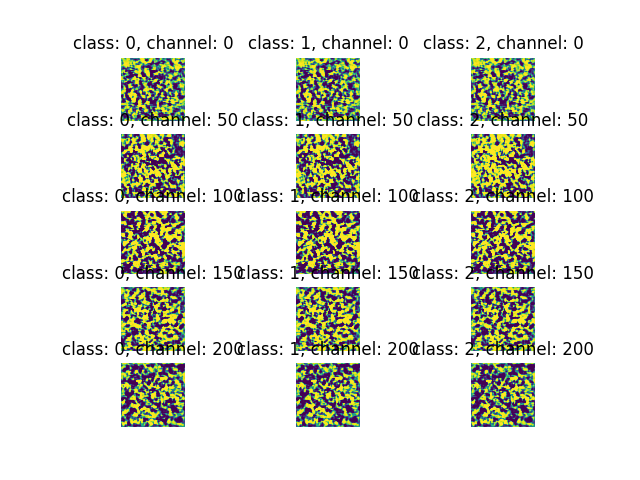 class: 0, channel: 0 class: 1, channel: 0 class: 2, channel: 0
class: 0, channel: 50 class: 1, channel: 50 class: 2, channel: 50
class: 0, channel: 100 class: 1, channel: 100 class: 2, channel: 100
class: 0, channel: 150 class: 1, channel: 150 class: 2, channel: 150
class: 0, channel: 200 class: 1, channel: 200 class: 2, channel: 200